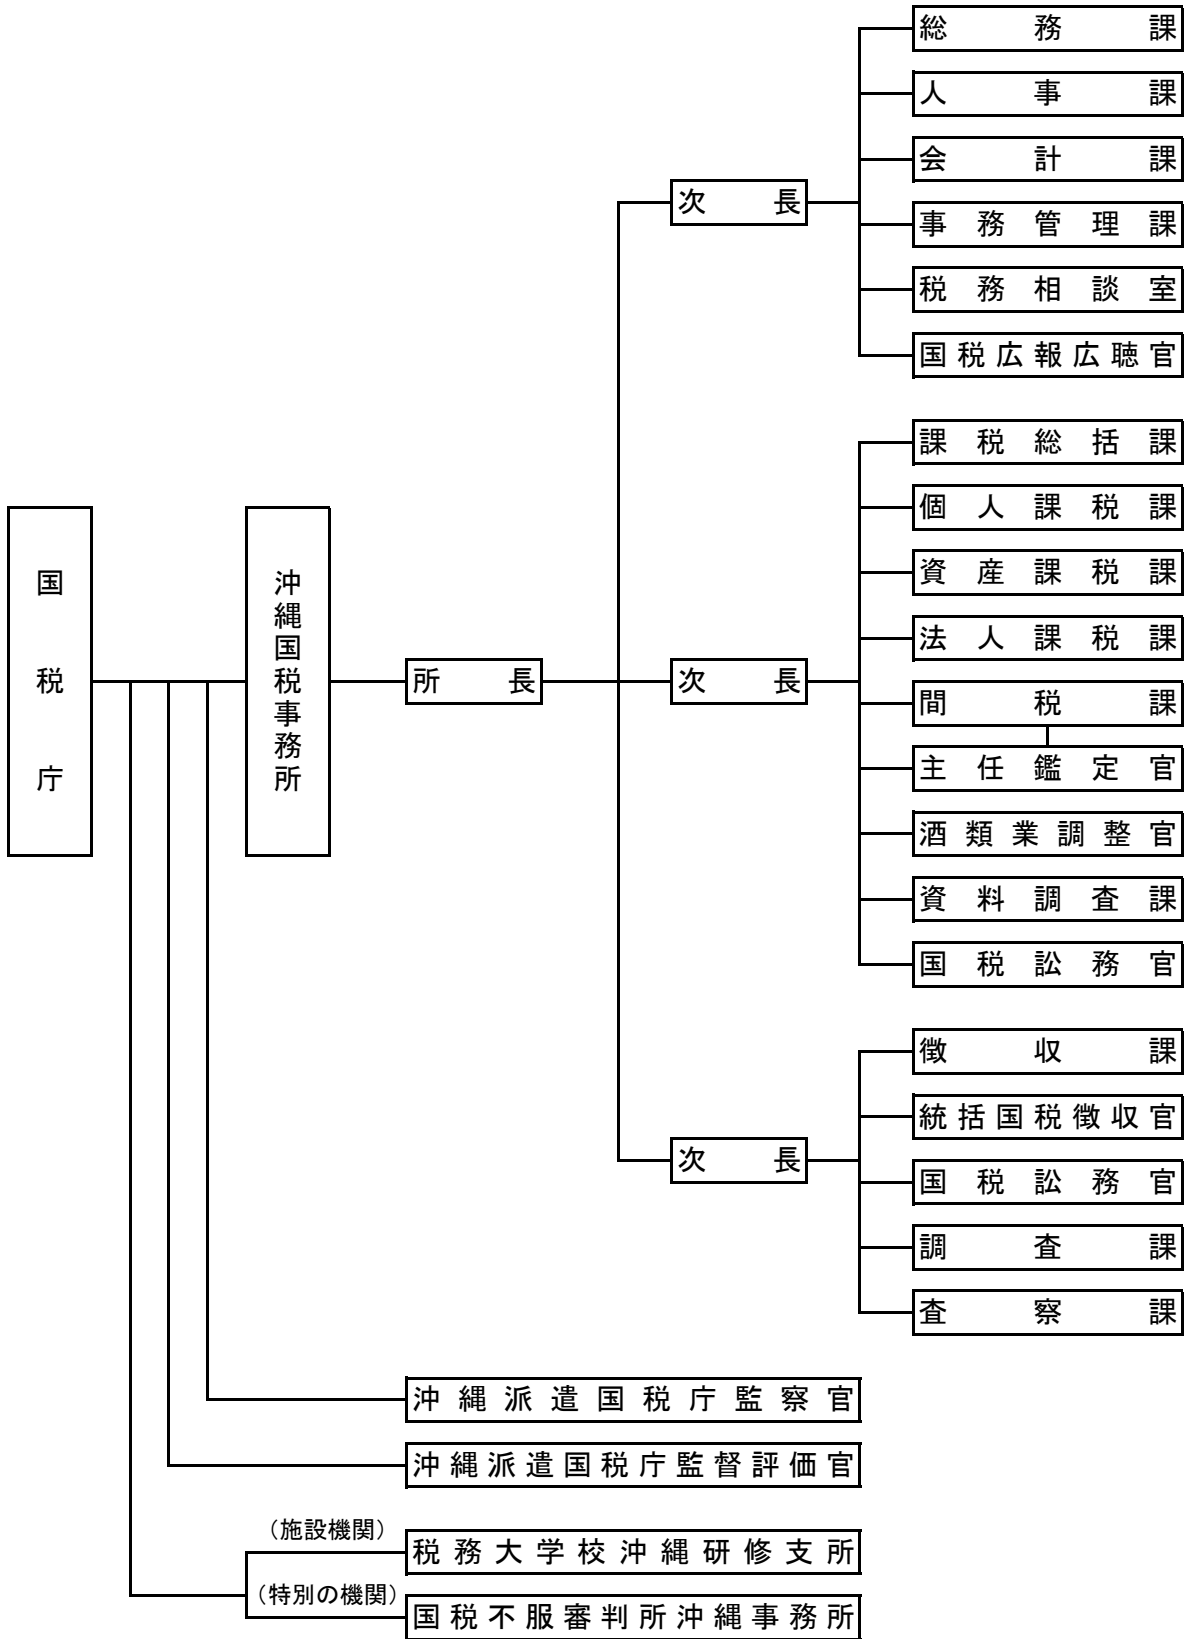 国税庁
沖縄国税事務所
所長
次長
総務課
人事課
会計課
事務管理課
税務相談室
国税広報広聴官
次長
課税総括課
個人課税課
資産課税課
法人課税課
間税課
主任鑑定官
酒類業調整官
資料調査課
国税訟務官
次長
徴収課
統括国税徴収官
国税訟務官
調査課
査察課
沖縄派遣国税庁監察官
沖縄派遣国税庁監督評価官
（施設機関）
税務大学校沖縄研修支所
（特別の機関）
国税不服審判所沖縄事務所